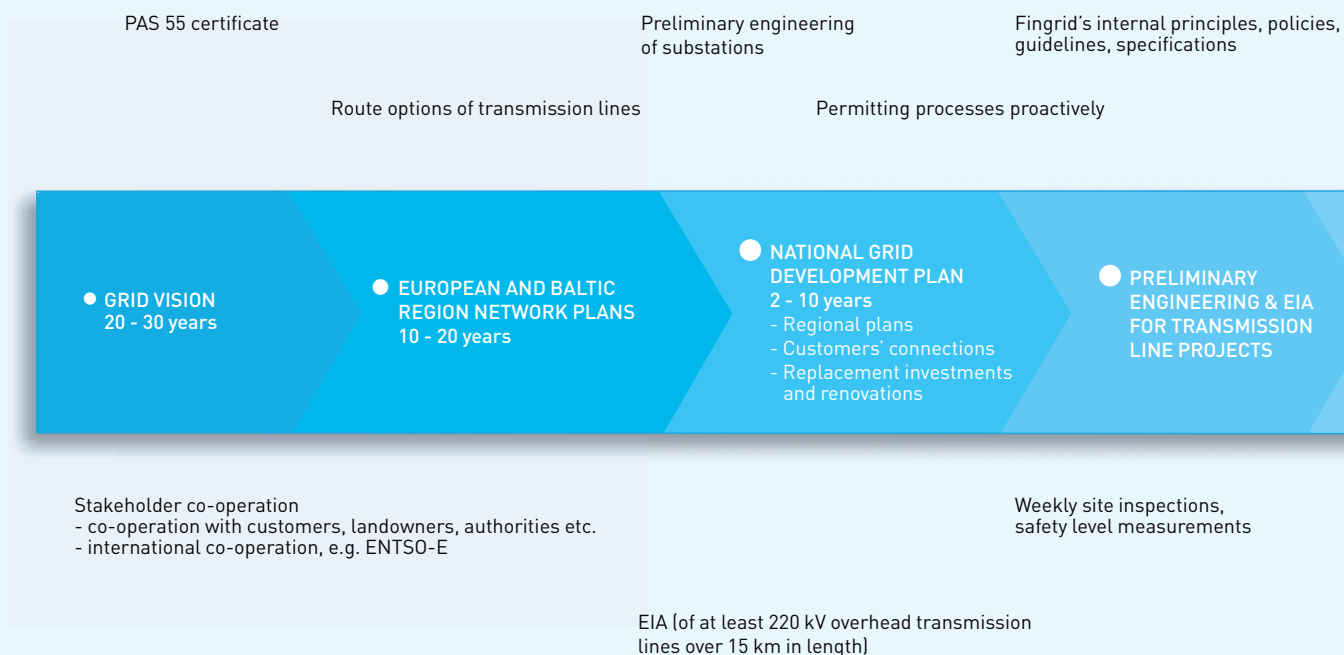 PAS 55 certificate
Preliminary engineering
of substations
Fingrid’s internal principles, policies,
guidelines, specifications
Route options of transmission lines
Permitting processes proactively
GRID VISION
20 - 30 years
EUROPEAN AND BALTIC
REGION NETWORK PLANS
10 - 20 years
NATIONAL GRID
DEVELOPMENT PLAN
2 - 10 years
- Regional plans
- Customers’ connections
- Replacement investments
and renovations
PRELIMINARY
ENGINEERING & EIA
FOR TRANSMISSION
LINE PROJECTS
Stakeholder co-operation
- co-operation with customers, landowners, authorities etc.
- international co-operation, e.g. ENTSO-E
Weekly site inspections,
safety level measurements
EIA (of at least 220 kV overhead transmission
lines over 15 km in length)